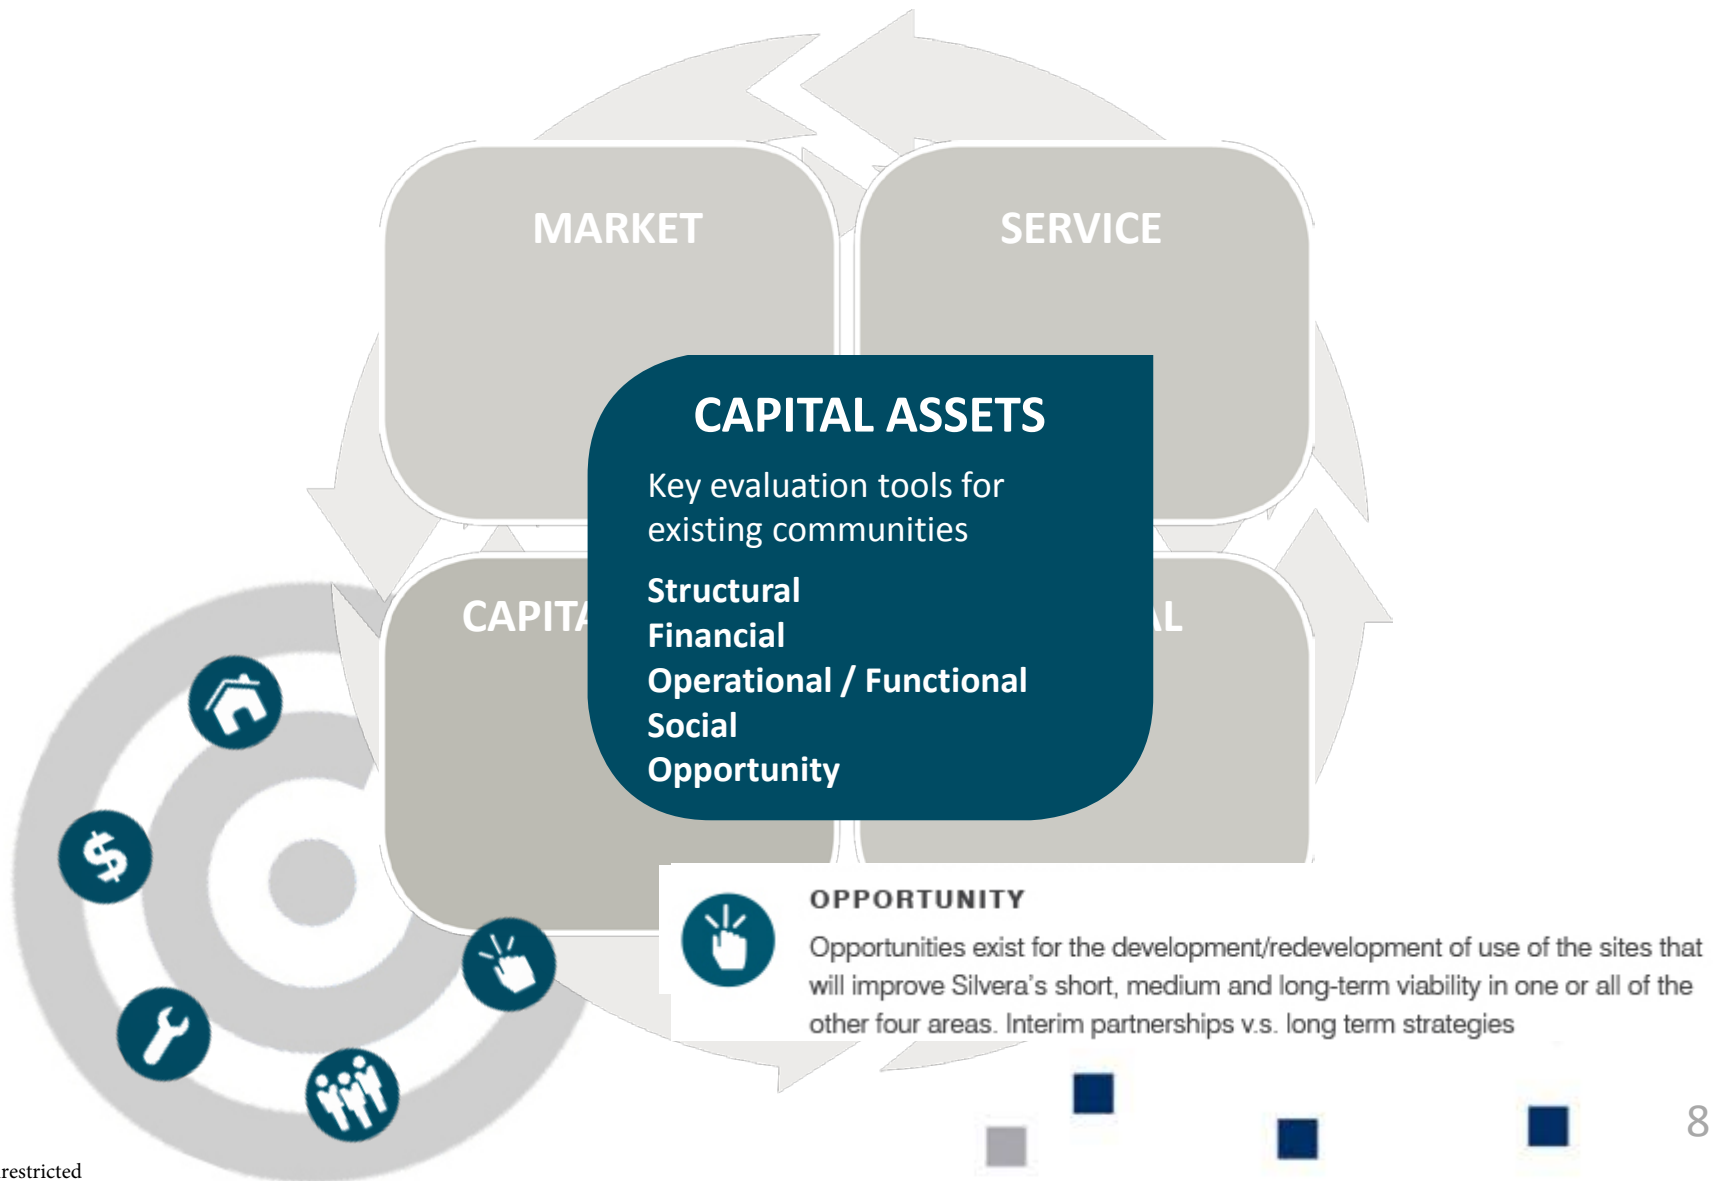 MARKET
SERVICE
CAPITAL ASSETS
Key evaluation tools for
existing communities
Structural
Financial
Operational / Functional
Social
Opportunity
$
OPPORTUNITY
Opportunities exist for the development/redevelopment of use of the sites that
will improve Silvera's short, medium and long-term viability in one or all of the
other four areas. Interim partnerships v.s. long term strategies
8
restricted